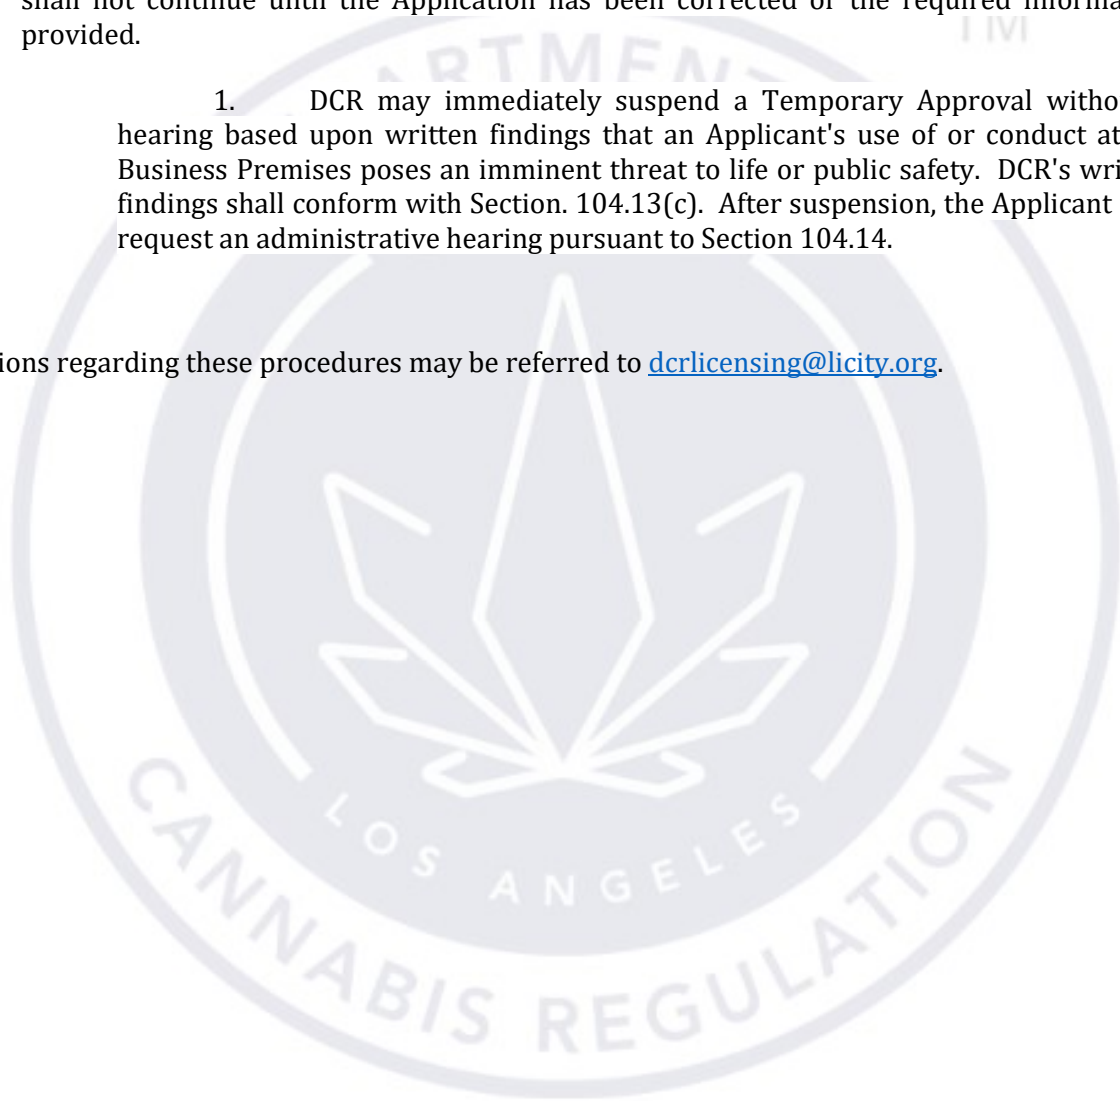 shall not continue until the Application has been corrected or the required informa
provided.
1. DCR may immediately suspend a Temporary Approval witho
hearing based upon written findings that an Applicant's use of or conduct at
Business Premises poses an imminent threat to life or public safety. DCR's wri
findings shall conform with Section. 104.13(c). After suspension, the Applicant
request an administrative hearing pursuant to Section 104.14.
ions regarding these procedures may be referred to dcrlicensing@licity.org.
ARTMEN
TM
LOS ANGELES
CANNABIS REGULATION